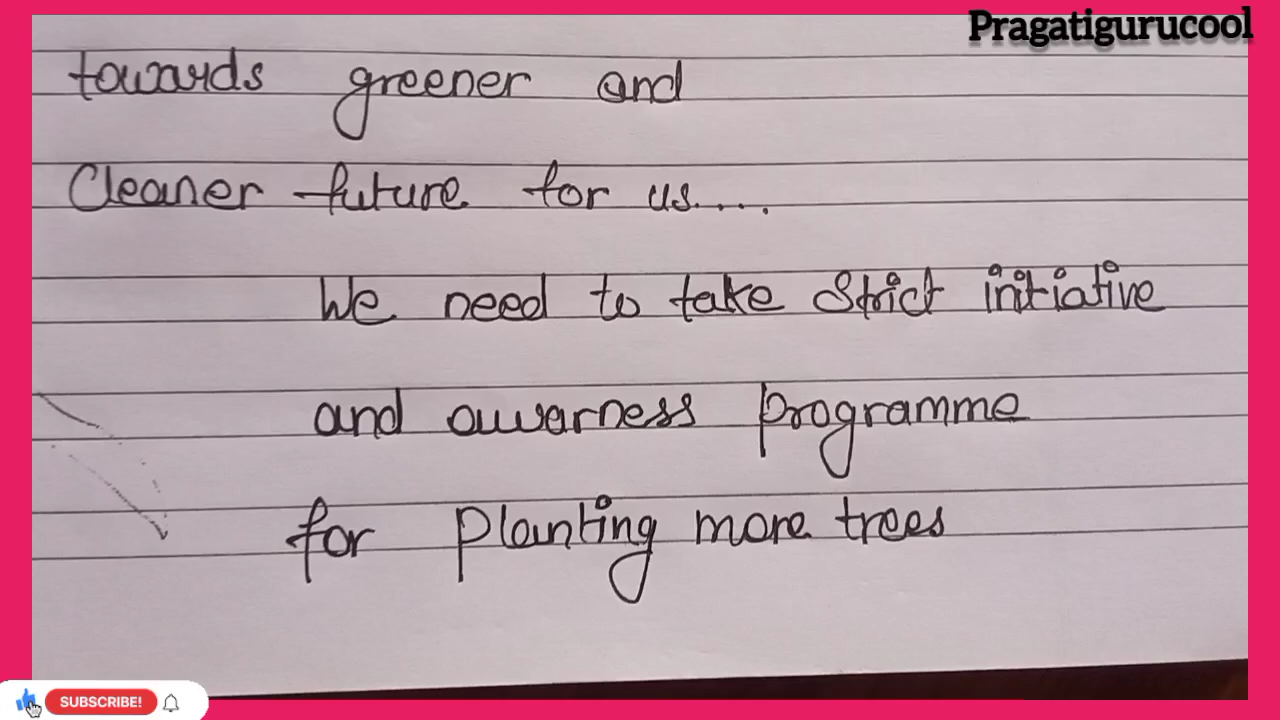 Pragatigurucool
towards greener and
Cleaner future for us....
We need to take Strict initiative
and awarness programme
for Planting more trees
SUBSCRIBE!